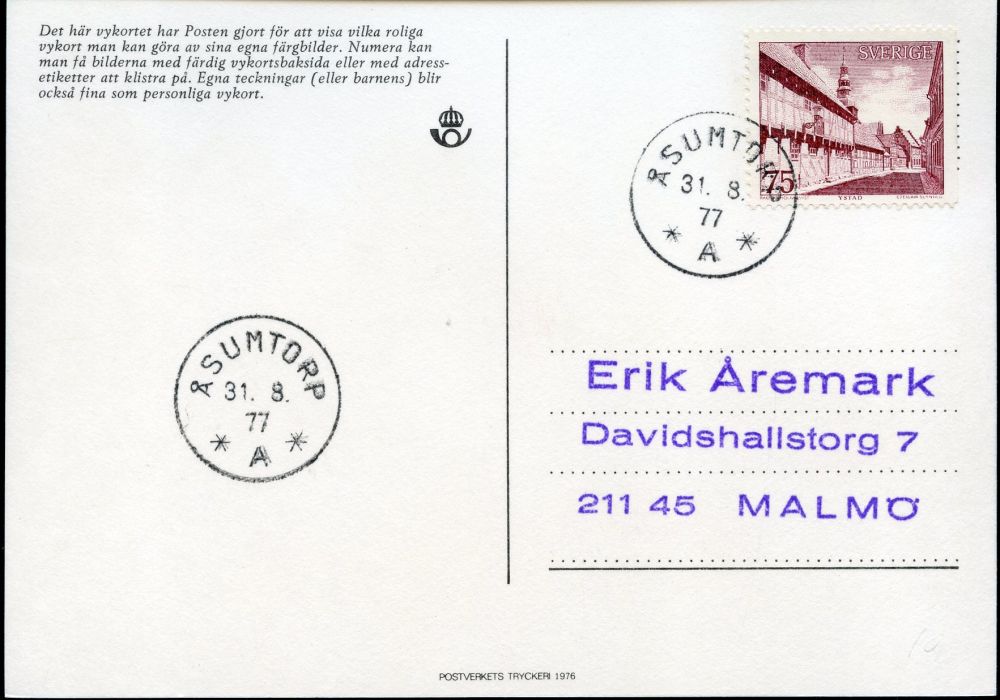 Det här vykortet har Posten gjort för att visa vilka roliga
vykort man kan göra av sina egna färgbilder. Numera kan
man få bilderna med färdig vykortsbaksida eller med adress-
etiketter att klistra på. Egna teckningar (eller barnens) blir
också fina som personliga vykort.
SVERIGE
75
YSTAD
CZESLAW SLANIA
ÅSUMTORP
31. 8.
77
* A *
ÅSUMTORP
31. 8.
77
* A *
Erik Åremark
Davidshallstorg 7
211 45 MALMÖ
POSTVERKETS TRYCKERI 1976